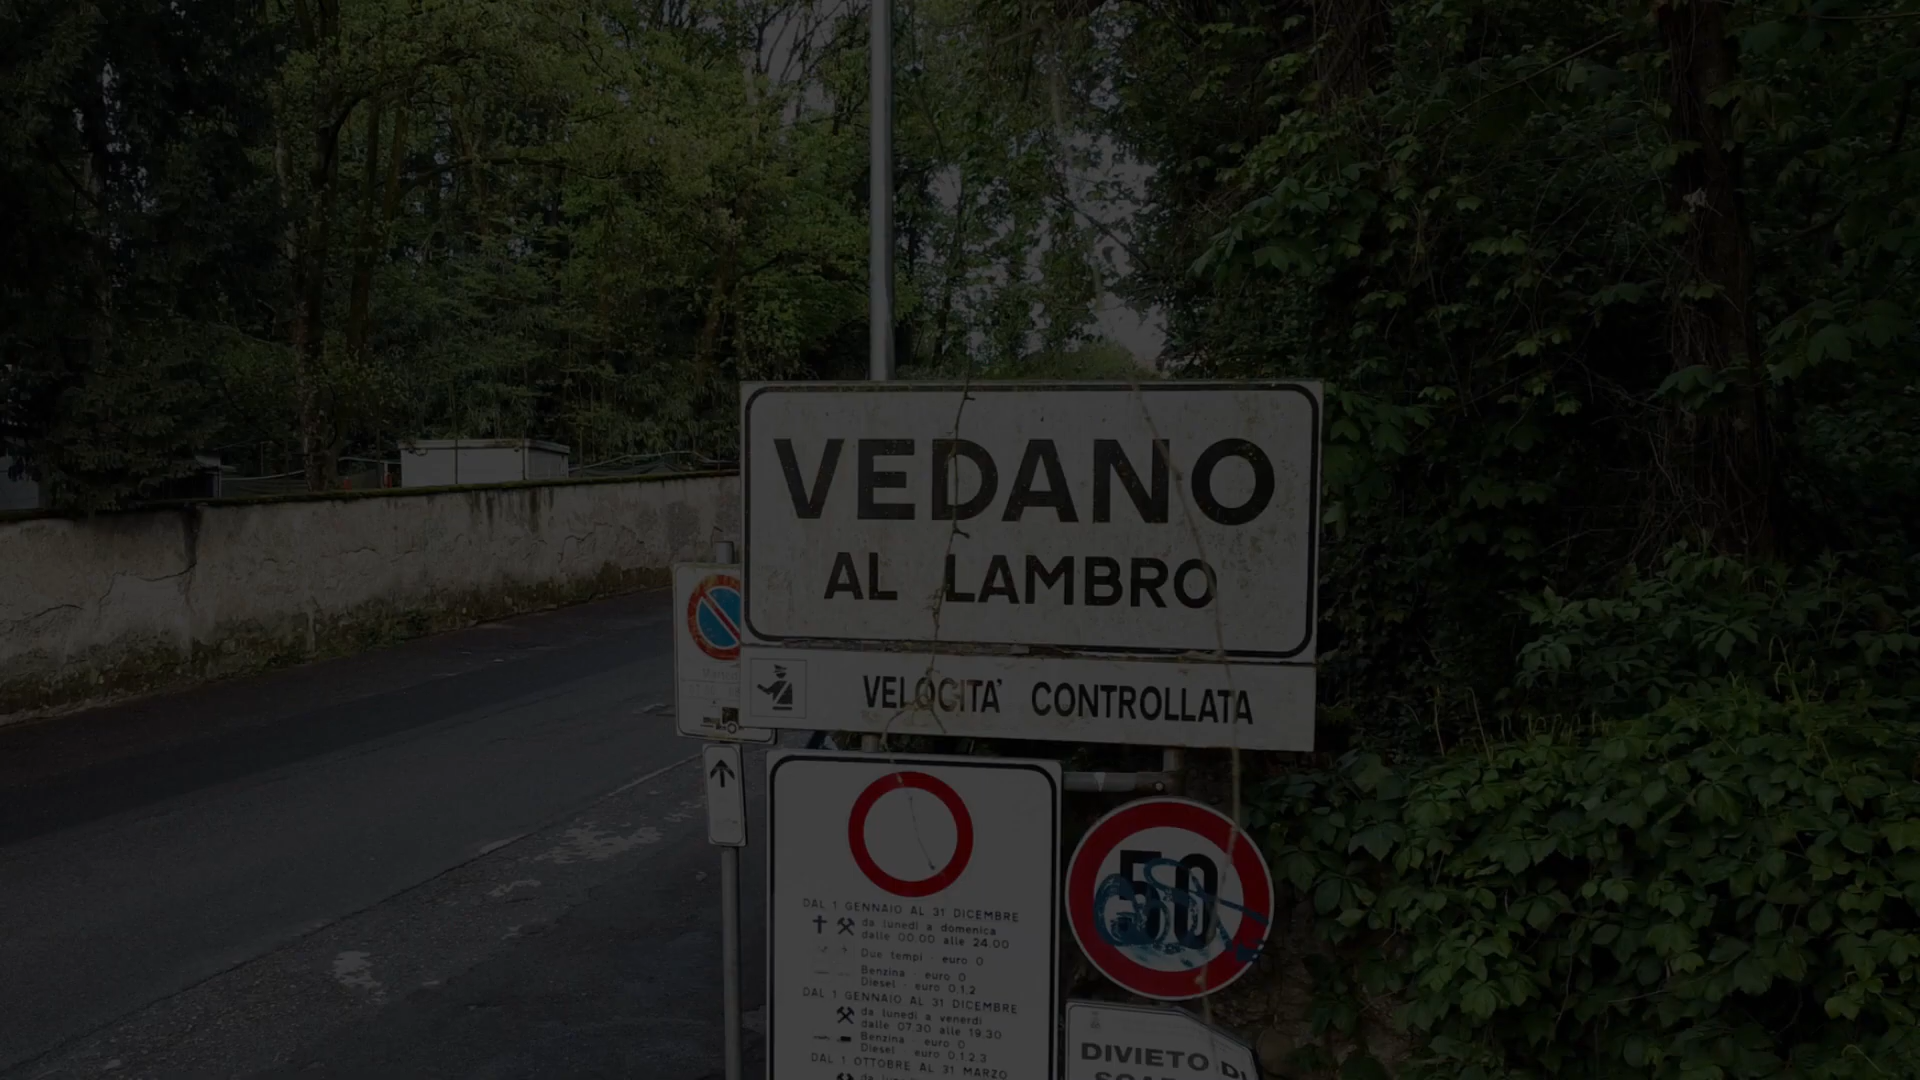 VEDANO
AL LAMBRO
VELOCITA' CONTROLLATA
DAL 1 GENNAIO AL 31 DICEMBRE
da lunedì a domenica
dalle 00.00 alle 24.00
Due tempi - euro 0
Benzina - euro 0
Diesel - euro 0,1,2
DAL 1 GENNAIO AL 31 DICEMBRE
da lunedì a venerdì
dalle 07.30 alle 19.30
Benzina - euro 0
Diesel euro 0,1,2,3
DAL 1 OTTOBRE AL 31 MARZO
50
DIVIETO DI